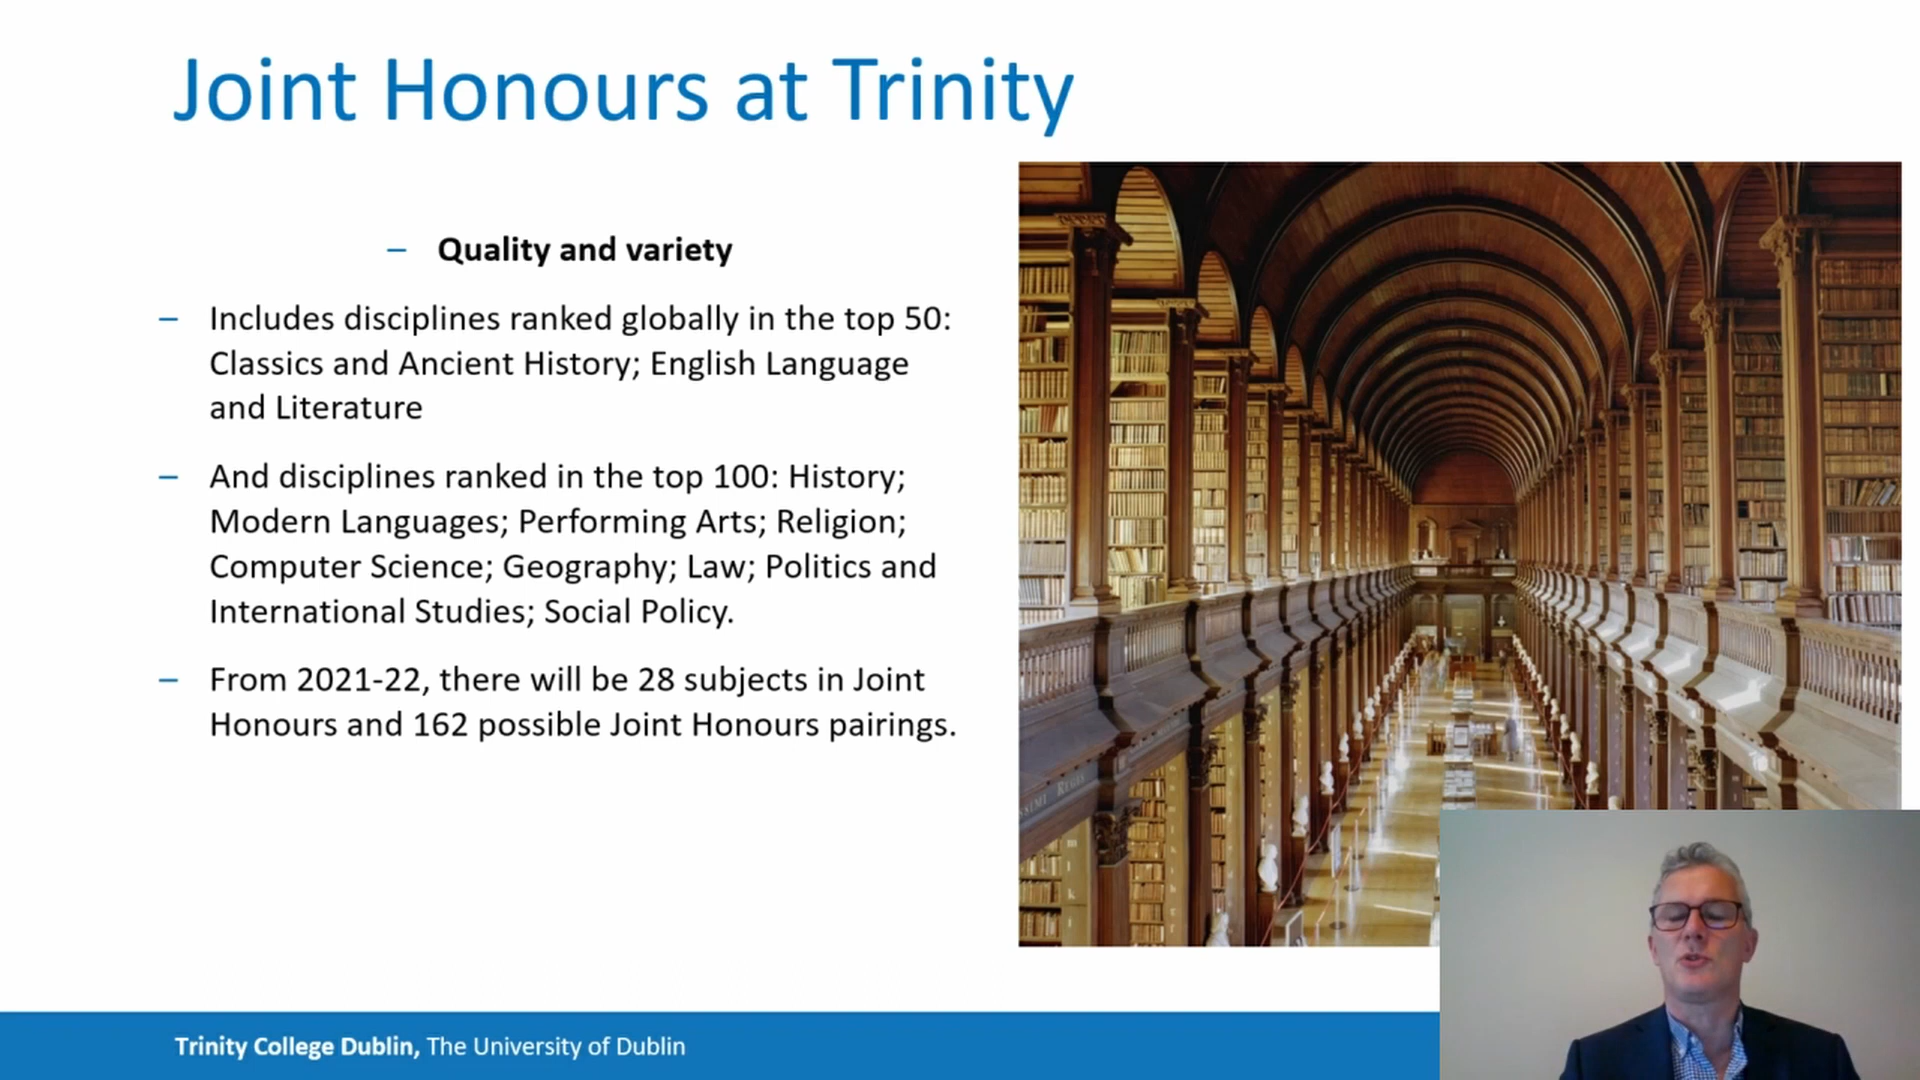 Joint Honours at Trinity
– Quality and variety
– Includes disciplines ranked globally in the top 50:
Classics and Ancient History; English Language
and Literature
– And disciplines ranked in the top 100: History;
Modern Languages; Performing Arts; Religion;
Computer Science; Geography; Law; Politics and
International Studies; Social Policy.
– From 2021-22, there will be 28 subjects in Joint
Honours and 162 possible Joint Honours pairings.
Trinity College Dublin, The University of Dublin